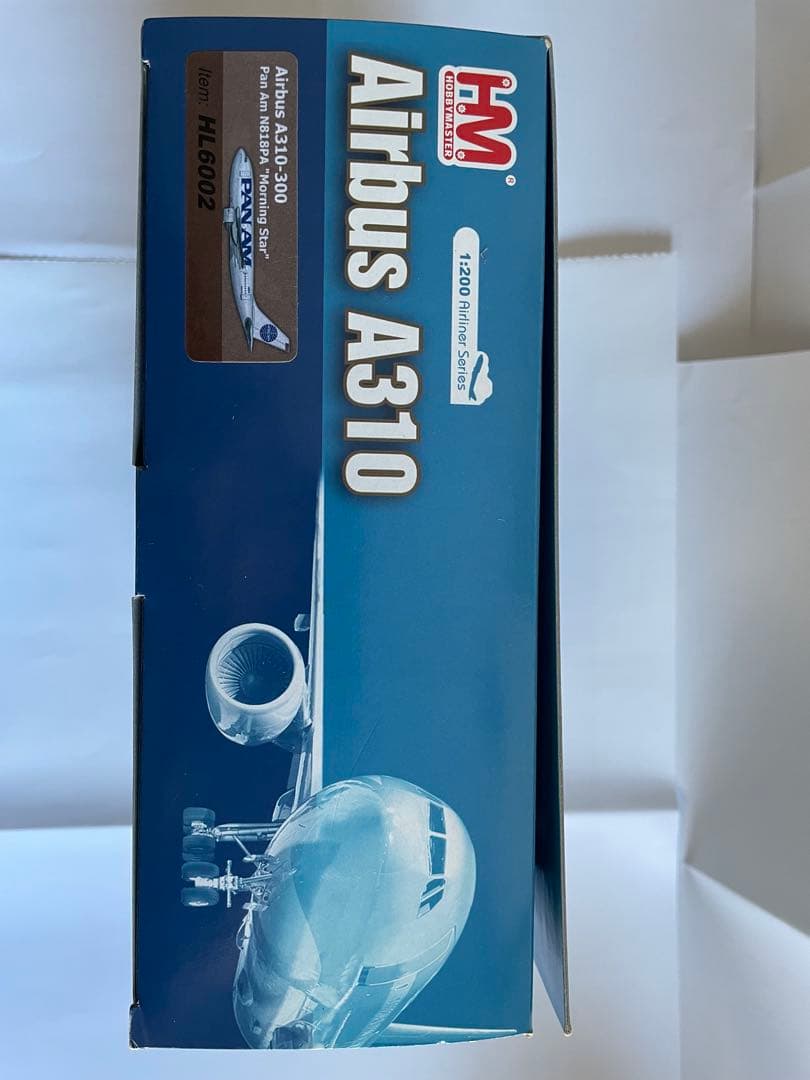 HM®
HOBBYMASTER
1:200 Airliner Series
Airbus A310
Airbus A310-300
Pan Am N818PA "Morning Star"
PAN AM
Item: HL6002